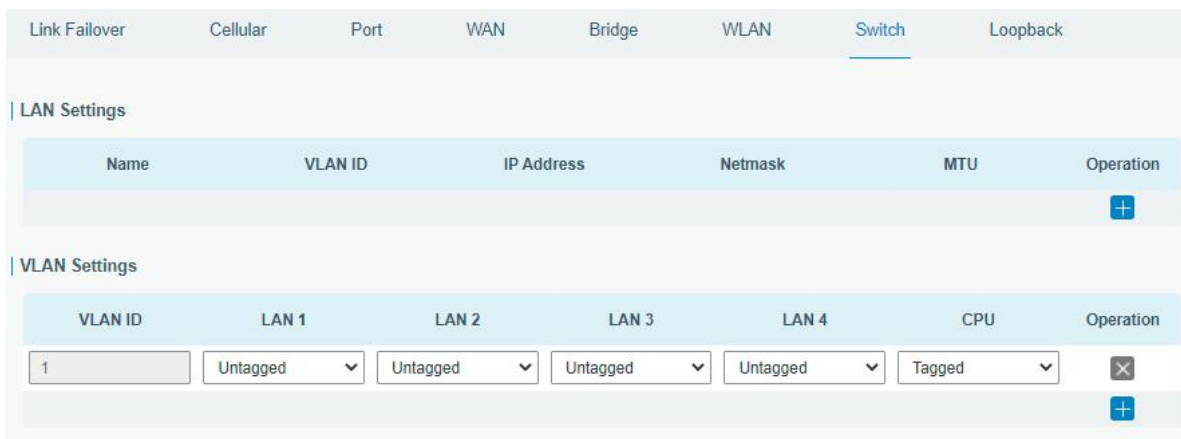 Link Failover Cellular Port WAN Bridge WLAN Switch Loopback
LAN Settings
Name VLAN ID IP Address Netmask MTU Operation
VLAN Settings
VLAN ID LAN 1 LAN 2 LAN 3 LAN 4 CPU Operation
1 Untagged Untagged Untagged Untagged Tagged